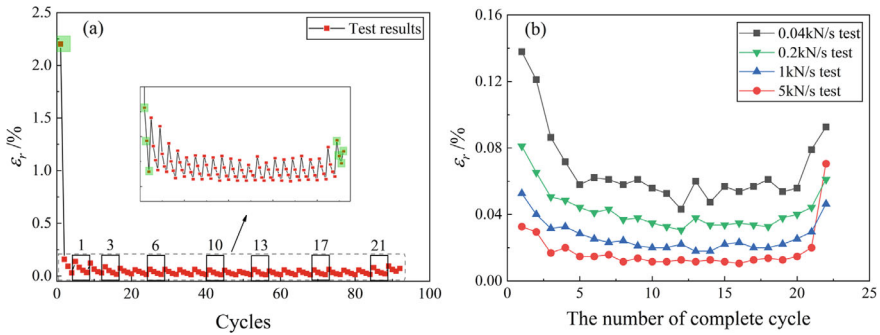 (a)
Test results
εr /%
2.5
2.0
1.5
1.0
0.5
0.0
1 3 6 10 13 17 21
0 20 40 60 80 100
Cycles
(b)
0.04kN/s test
0.2kN/s test
1kN/s test
5kN/s test
εr /%
0.16
0.12
0.08
0.04
0.00
0 5 10 15 20 25
The number of complete cycle